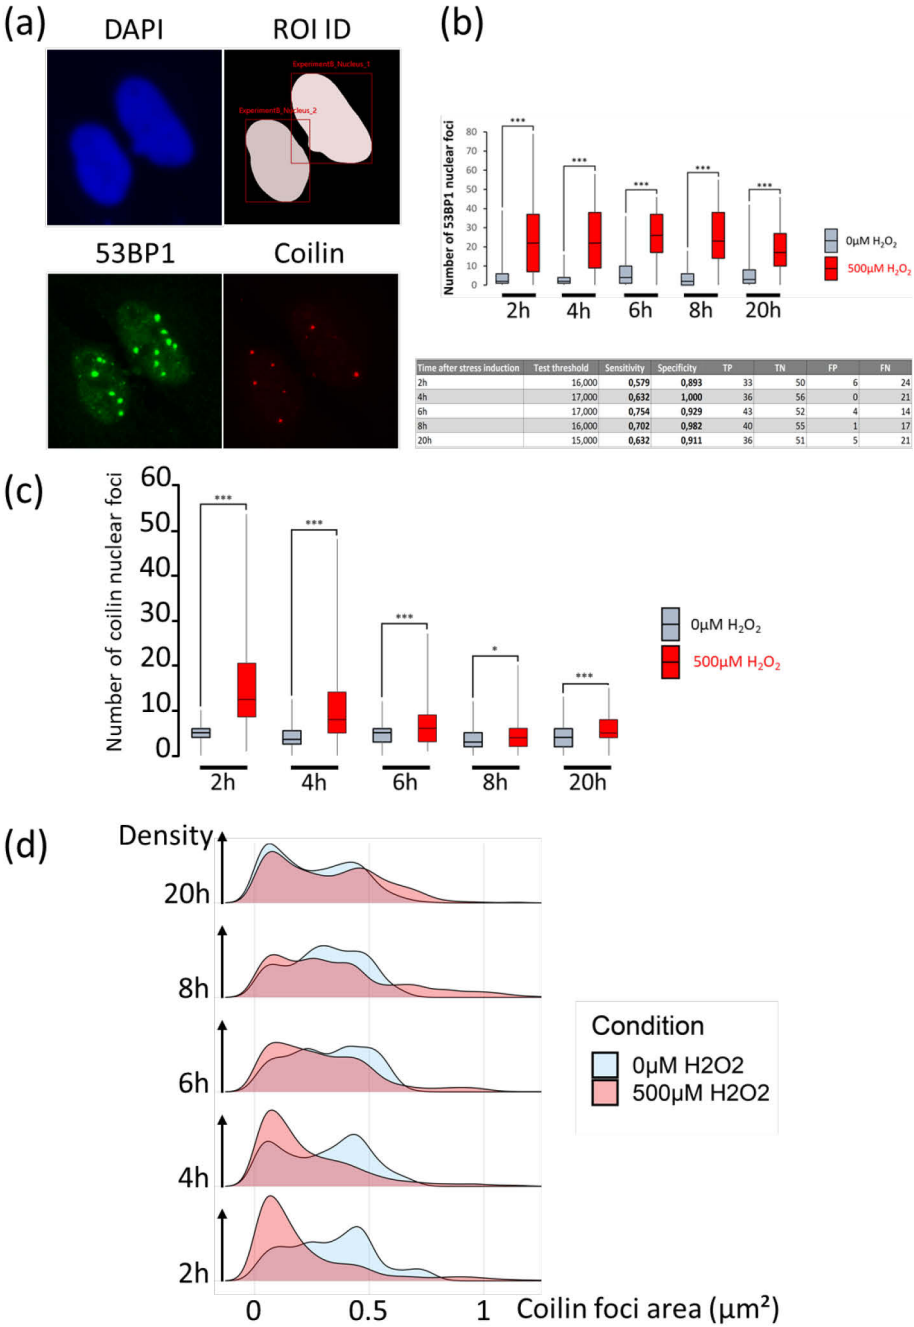 (a)
DAPI
ROI ID
ExperimentB_Nucleus_1
ExperimentB_Nucleus_2
53BP1
Coilin
(b)
Number of 53BP1 nuclear foci
80
70
60
50
40
30
20
10
0
***
***
***
***
***
2h
4h
6h
8h
20h
0µM H₂O₂
500µM H₂O₂
Time after stress induction Test threshold Sensitivity Specificity TP TN FP FN
2h 16,000 0,579 0,893 33 50 6 24
4h 17,000 0,632 1,000 36 56 0 21
6h 17,000 0,754 0,929 43 52 4 14
8h 16,000 0,702 0,982 40 55 1 17
20h 15,000 0,632 0,911 36 51 5 21
(c)
Number of coilin nuclear foci
60
50
40
30
20
10
0
***
***
***
*
***
2h
4h
6h
8h
20h
0µM H₂O₂
500µM H₂O₂
(d)
Density
20h
8h
6h
4h
2h
0
0.5
1
Coilin foci area (µm²)
Condition
0µM H2O2
500µM H2O2